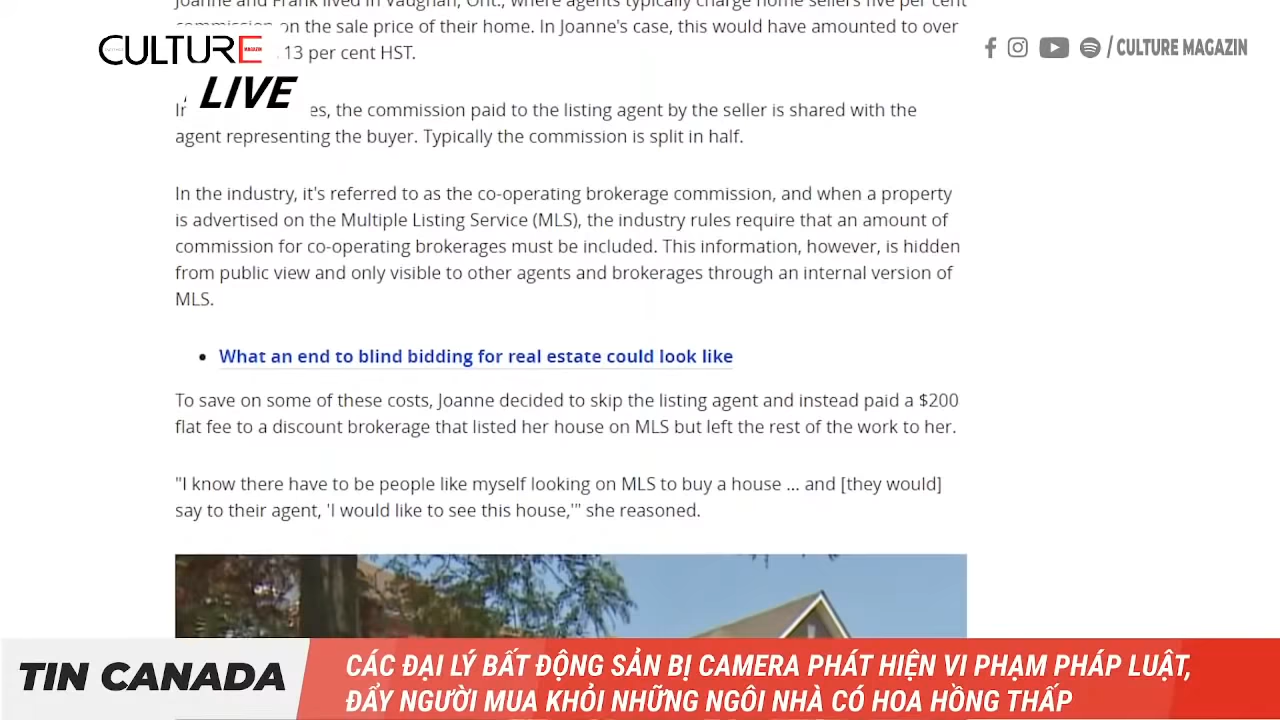 Joanne and Frank lived in Vaughan, Ont., where agents typically charge home sellers five per cent
commission on the sale price of their home. In Joanne's case, this would have amounted to over
13 per cent HST.
CULTURE
MAGAZIN
LIVE
/ CULTURE MAGAZIN
In es, the commission paid to the listing agent by the seller is shared with the
agent representing the buyer. Typically the commission is split in half.
In the industry, it's referred to as the co-operating brokerage commission, and when a property
is advertised on the Multiple Listing Service (MLS), the industry rules require that an amount of
commission for co-operating brokerages must be included. This information, however, is hidden
from public view and only visible to other agents and brokerages through an internal version of
MLS.
• What an end to blind bidding for real estate could look like
To save on some of these costs, Joanne decided to skip the listing agent and instead paid a $200
flat fee to a discount brokerage that listed her house on MLS but left the rest of the work to her.
"I know there have to be people like myself looking on MLS to buy a house ... and [they would]
say to their agent, 'I would like to see this house,'" she reasoned.
TIN CANADA
CÁC ĐẠI LÝ BẤT ĐỘNG SẢN BỊ CAMERA PHÁT HIỆN VI PHẠM PHÁP LUẬT,
ĐẨY NGƯỜI MUA KHỎI NHỮNG NGÔI NHÀ CÓ HOA HỒNG THẤP